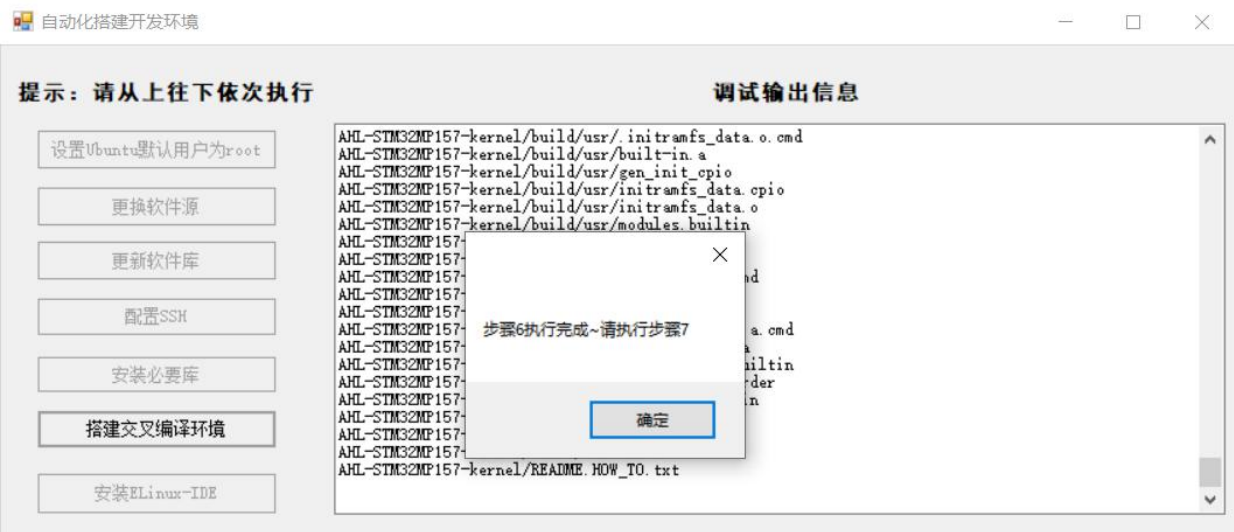 自动化搭建开发环境
提示：请从上往下依次执行
调试输出信息
设置Ubuntu默认用户为root
更换软件源
更新软件库
配置SSH
安装必要库
搭建交叉编译环境
安装ELinux-IDE
AHL-STM32MP157-kernel/build/usr/.initramfs_data.o.cmd
AHL-STM32MP157-kernel/build/usr/built-in.a
AHL-STM32MP157-kernel/build/usr/gen_init_cpio
AHL-STM32MP157-kernel/build/usr/initramfs_data.cpio
AHL-STM32MP157-kernel/build/usr/initramfs_data.o
AHL-STM32MP157-kernel/build/usr/modules.builtin
AHL-STM32MP157-
AHL-STM32MP157-
AHL-STM32MP157- nd
AHL-STM32MP157-
AHL-STM32MP157-
AHL-STM32MP157- a.cmd
AHL-STM32MP157- a
AHL-STM32MP157- uiltin
AHL-STM32MP157- rder
AHL-STM32MP157- in
AHL-STM32MP157-
AHL-STM32MP157-
AHL-STM32MP157-
AHL-STM32MP157-kernel/README.HOW_TO.txt
步骤6执行完成~请执行步骤7
确定